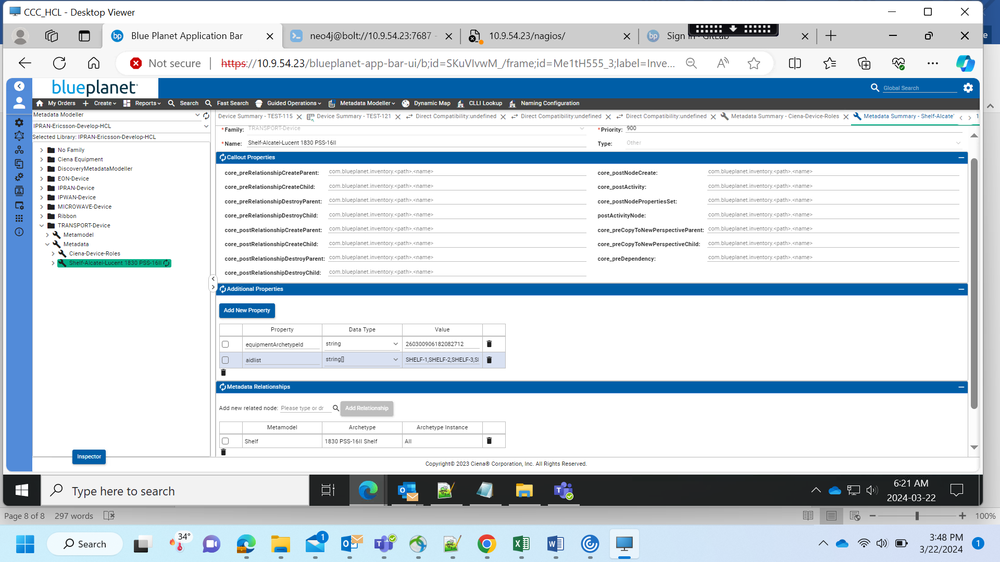 CCC_HCL - Desktop Viewer
Blue Planet Application Bar
neo4j@bolt://10.9.54.23:7687 -
10.9.54.23/nagios/
Sign in · GitLab
Not secure
https://10.9.54.23/blueplanet-app-bar-ui/b;id=SKuVIvwM_/frame;id=Me1tH555_3;label=Inve...
blueplanet
Global Search
My Orders
Create
Reports
Search
Fast Search
Guided Operations
Metadata Modeller
Dynamic Map
CLLI Lookup
Naming Configuration
Metadata Modeller
Device Summary - TEST-115
Device Summary - TEST-121
Direct Compatibility:undefined
Direct Compatibility:undefined
Direct Compatibility:undefined
Metadata Summary - Ciena-Device-Roles
Metadata Summary - Shelf-Alcate
IPRAN-Ericsson-Develop-HCL
Selected Library: IPRAN-Ericsson-Develop-HCL
No Family
Ciena Equipment
DiscoveryMetadataModeller
EON-Device
IPRAN-Device
IPWAN-Device
MICROWAVE-Device
Ribbon
TRANSPORT-Device
Metamodel
Metadata
Ciena-Device-Roles
Shelf-Alcatel-Lucent 1830 PSS-16II
Inspector
*Family: TRANSPORT-Device
*Priority: 900
*Name: Shelf-Alcatel-Lucent 1830 PSS-16II
Type: Other
Callout Properties
core_preRelationshipCreateParent: com.blueplanet.inventory.<path>.<name>
core_postNodeCreate: com.blueplanet.inventory.<path>.<name>
core_preRelationshipCreateChild: com.blueplanet.inventory.<path>.<name>
core_postActivity: com.blueplanet.inventory.<path>.<name>
core_preRelationshipDestroyParent: com.blueplanet.inventory.<path>.<name>
core_postNodePropertiesSet: com.blueplanet.inventory.<path>.<name>
core_preRelationshipDestroyChild: com.blueplanet.inventory.<path>.<name>
postActivityNode: com.blueplanet.inventory.<path>.<name>
core_postRelationshipCreateParent: com.blueplanet.inventory.<path>.<name>
core_preCopyToNewPerspectiveParent: com.blueplanet.inventory.<path>.<name>
core_postRelationshipCreateChild: com.blueplanet.inventory.<path>.<name>
core_preCopyToNewPerspectiveChild: com.blueplanet.inventory.<path>.<name>
core_postRelationshipDestroyParent: com.blueplanet.inventory.<path>.<name>
core_preDependency: com.blueplanet.inventory.<path>.<name>
core_postRelationshipDestroyChild: com.blueplanet.inventory.<path>.<name>
Additional Properties
Add New Property
Property Data Type Value
equipmentArchetypeId string 260300906182082712
aidlist string[] SHELF-1,SHELF-2,SHELF-3,S
Metadata Relationships
Add new related node: Please type or dr Add Relationship
Metamodel Archetype Archetype Instance
Shelf 1830 PSS-16II Shelf All
Copyright© 2023 Ciena® Corporation, Inc. All Rights Reserved.
Type here to search
6:21 AM
2024-03-22
Page 8 of 8 297 words
100%
34°
Search
1
3:48 PM
3/22/2024
1